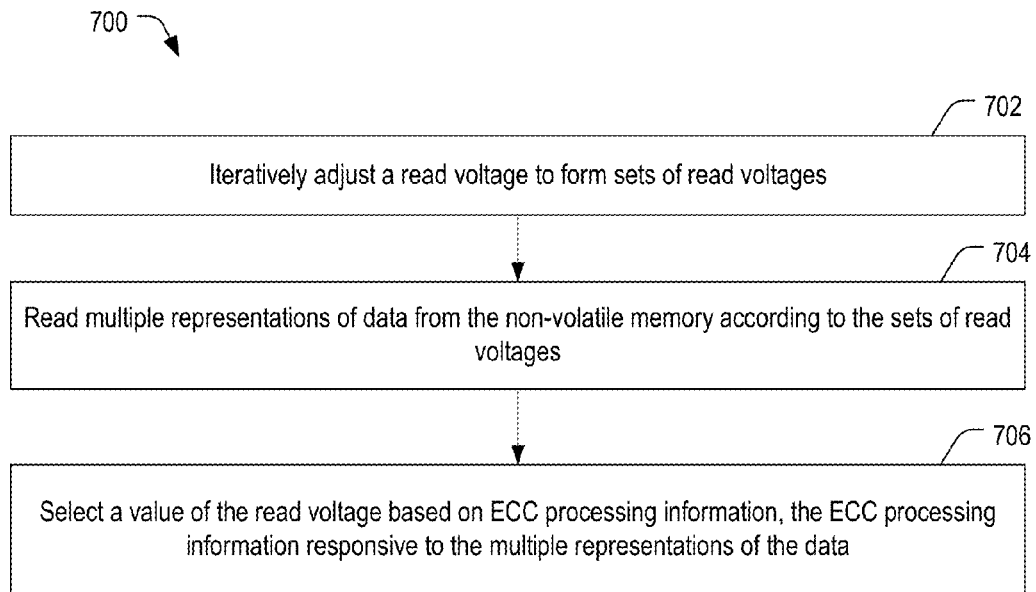 700
702
Iteratively adjust a read voltage to form sets of read voltages
704
Read multiple representations of data from the non-volatile memory according to the sets of read
voltages
706
Select a value of the read voltage based on ECC processing information, the ECC processing
information responsive to the multiple representations of the data